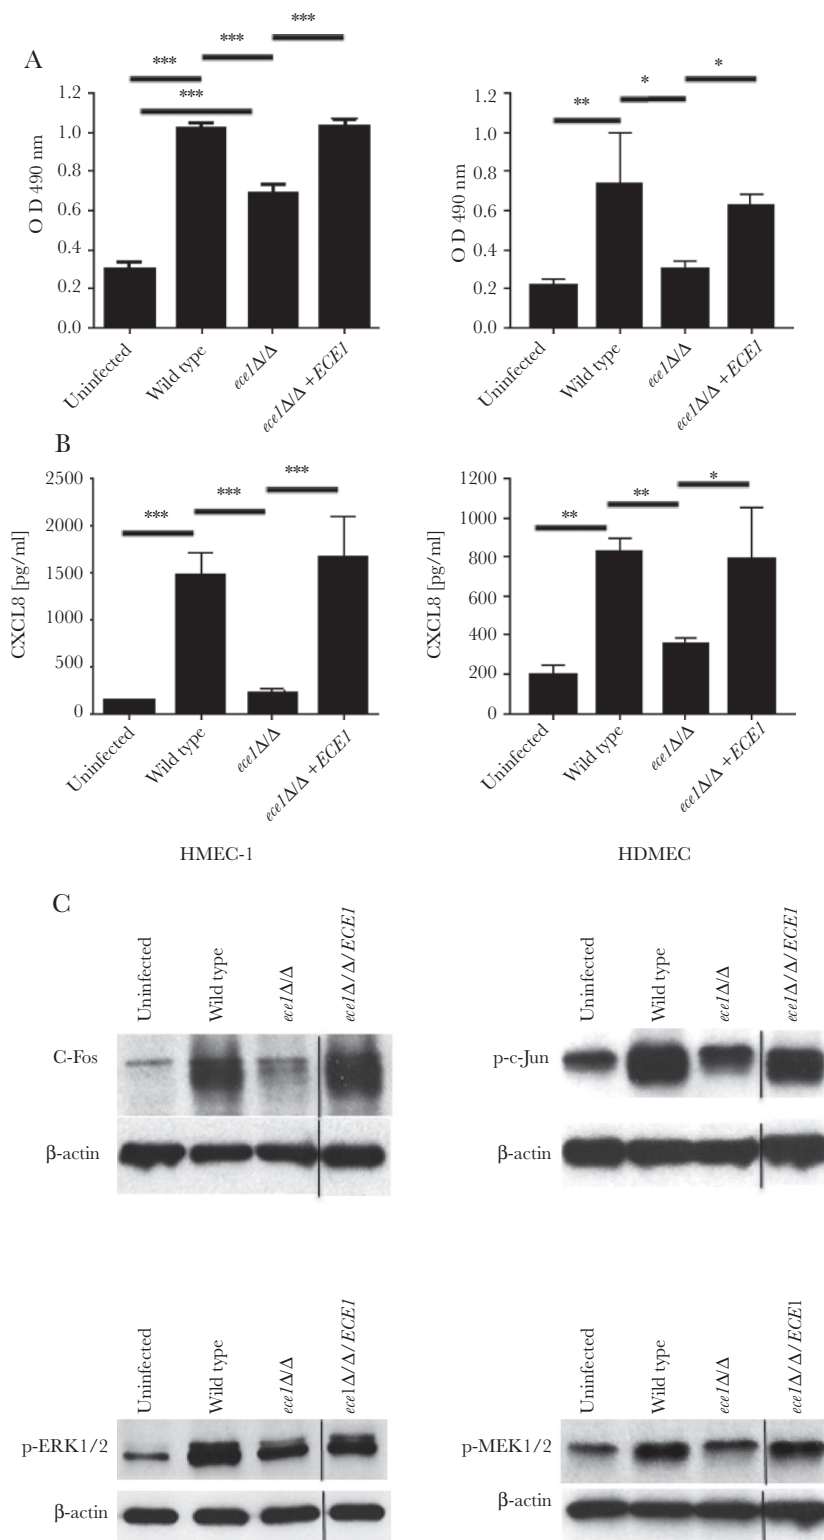 A
*** *** ***
***
O D 490 nm
1.2
1.0
0.8
0.6
0.4
0.2
0.0
Uninfected
Wild type
ece1Δ/Δ
ece1Δ/Δ +ECE1
** * *
O D 490 nm
1.2
1.0
0.8
0.6
0.4
0.2
0.0
Uninfected
Wild type
ece1Δ/Δ
ece1Δ/Δ +ECE1
B
*** *** ***
CXCL8 [pg/ml]
2500
2000
1500
1000
500
0
Uninfected
Wild type
ece1Δ/Δ
ece1Δ/Δ +ECE1
HMEC-1
** ** *
CXCL8 [pg/ml]
1200
1000
800
600
400
200
0
Uninfected
Wild type
ece1Δ/Δ
ece1Δ/Δ +ECE1
HDMEC
C
Uninfected
Wild type
ece1Δ/Δ
ece1Δ/Δ/ECE1
C-Fos
β-actin
Uninfected
Wild type
ece1Δ/Δ
ece1Δ/Δ/ECE1
p-c-Jun
β-actin
Uninfected
Wild type
ece1Δ/Δ
ece1Δ/Δ/ECE1
p-ERK1/2
β-actin
Uninfected
Wild type
ece1Δ/Δ
ece1Δ/Δ/ECE1
p-MEK1/2
β-actin